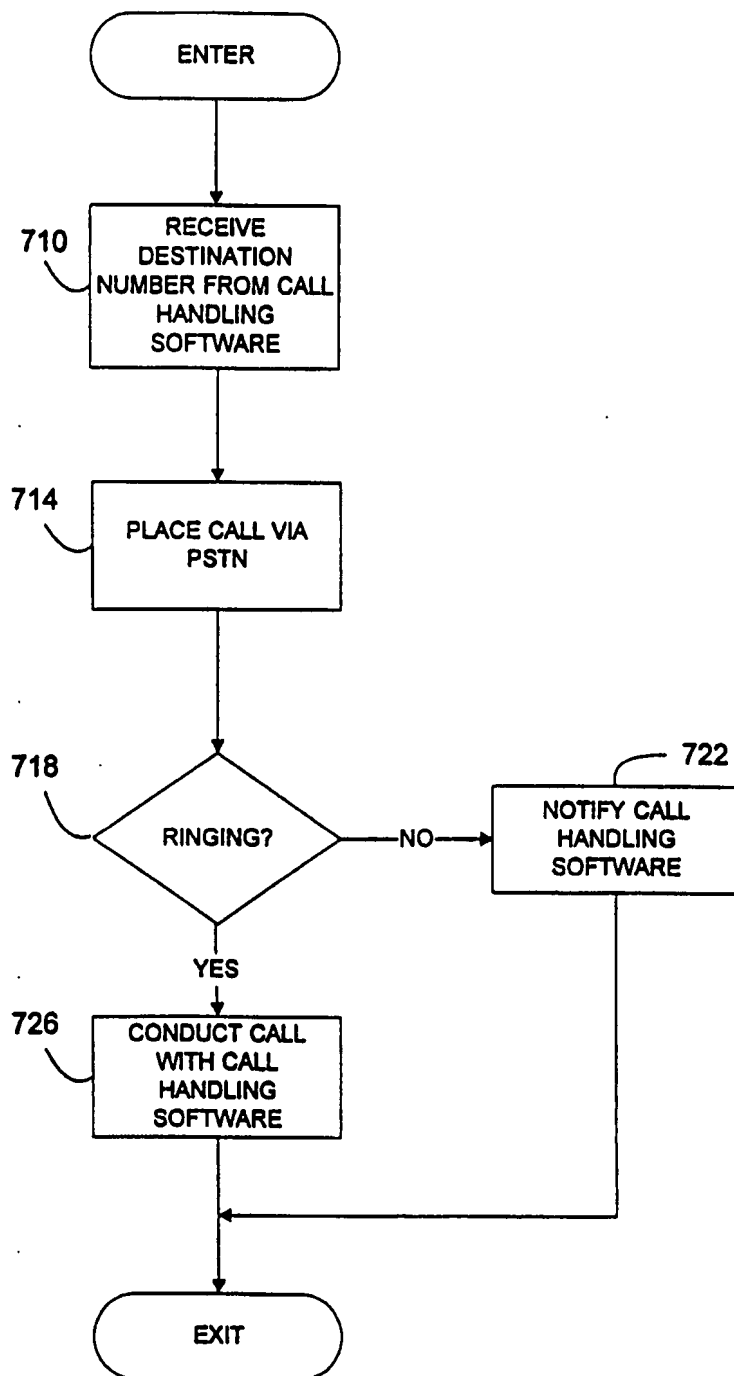 ENTER
710
RECEIVE
DESTINATION
NUMBER FROM CALL
HANDLING
SOFTWARE
714
PLACE CALL VIA
PSTN
718
RINGING?
NO
722
NOTIFY CALL
HANDLING
SOFTWARE
YES
726
CONDUCT CALL
WITH CALL
HANDLING
SOFTWARE
EXIT